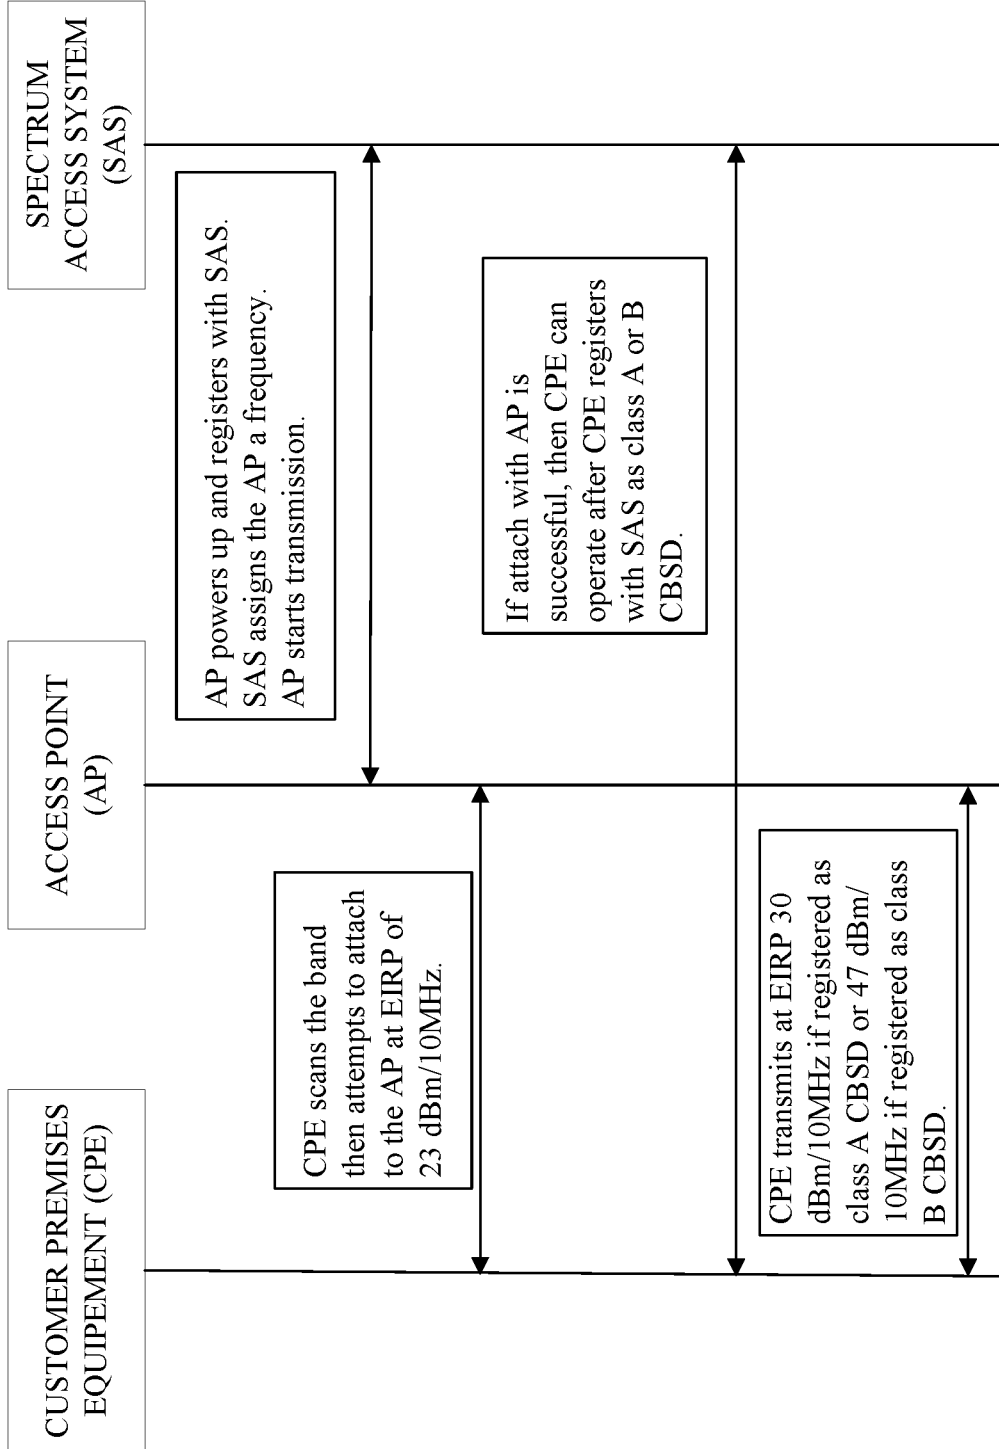 CUSTOMER PREMISES
EQUIPEMENT (CPE)
ACCESS POINT
(AP)
SPECTRUM
ACCESS SYSTEM
(SAS)
AP powers up and registers with SAS.
SAS assigns the AP a frequency.
AP starts transmission.
CPE scans the band
then attempts to attach
to the AP at EIRP of
23 dBm/10MHz.
If attach with AP is
successful, then CPE can
operate after CPE registers
with SAS as class A or B
CBSD.
CPE transmits at EIRP 30
dBm/10MHz if registered as
class A CBSD or 47 dBm/
10MHz if registered as class
B CBSD.